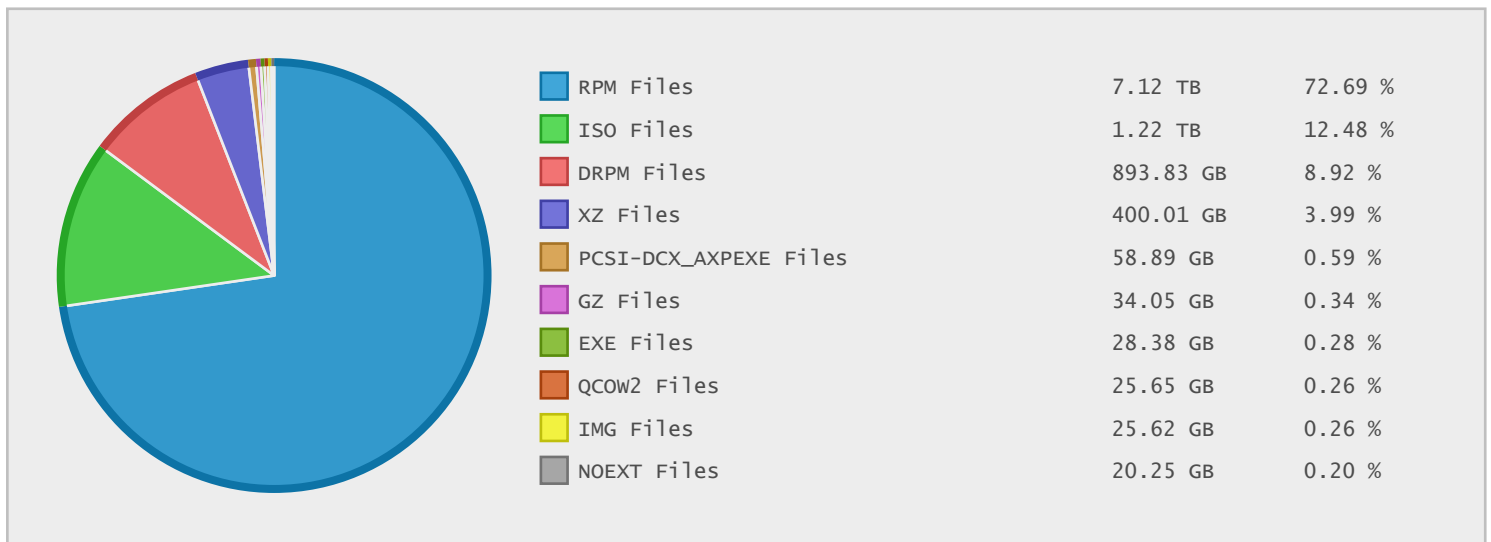 RPM Files 7.12 TB 72.69 %
ISO Files 1.22 TB 12.48 %
DRPM Files 893.83 GB 8.92 %
XZ Files 400.01 GB 3.99 %
PCSI-DCX_AXPEXE Files 58.89 GB 0.59 %
GZ Files 34.05 GB 0.34 %
EXE Files 28.38 GB 0.28 %
QCOW2 Files 25.65 GB 0.26 %
IMG Files 25.62 GB 0.26 %
NOEXT Files 20.25 GB 0.20 %